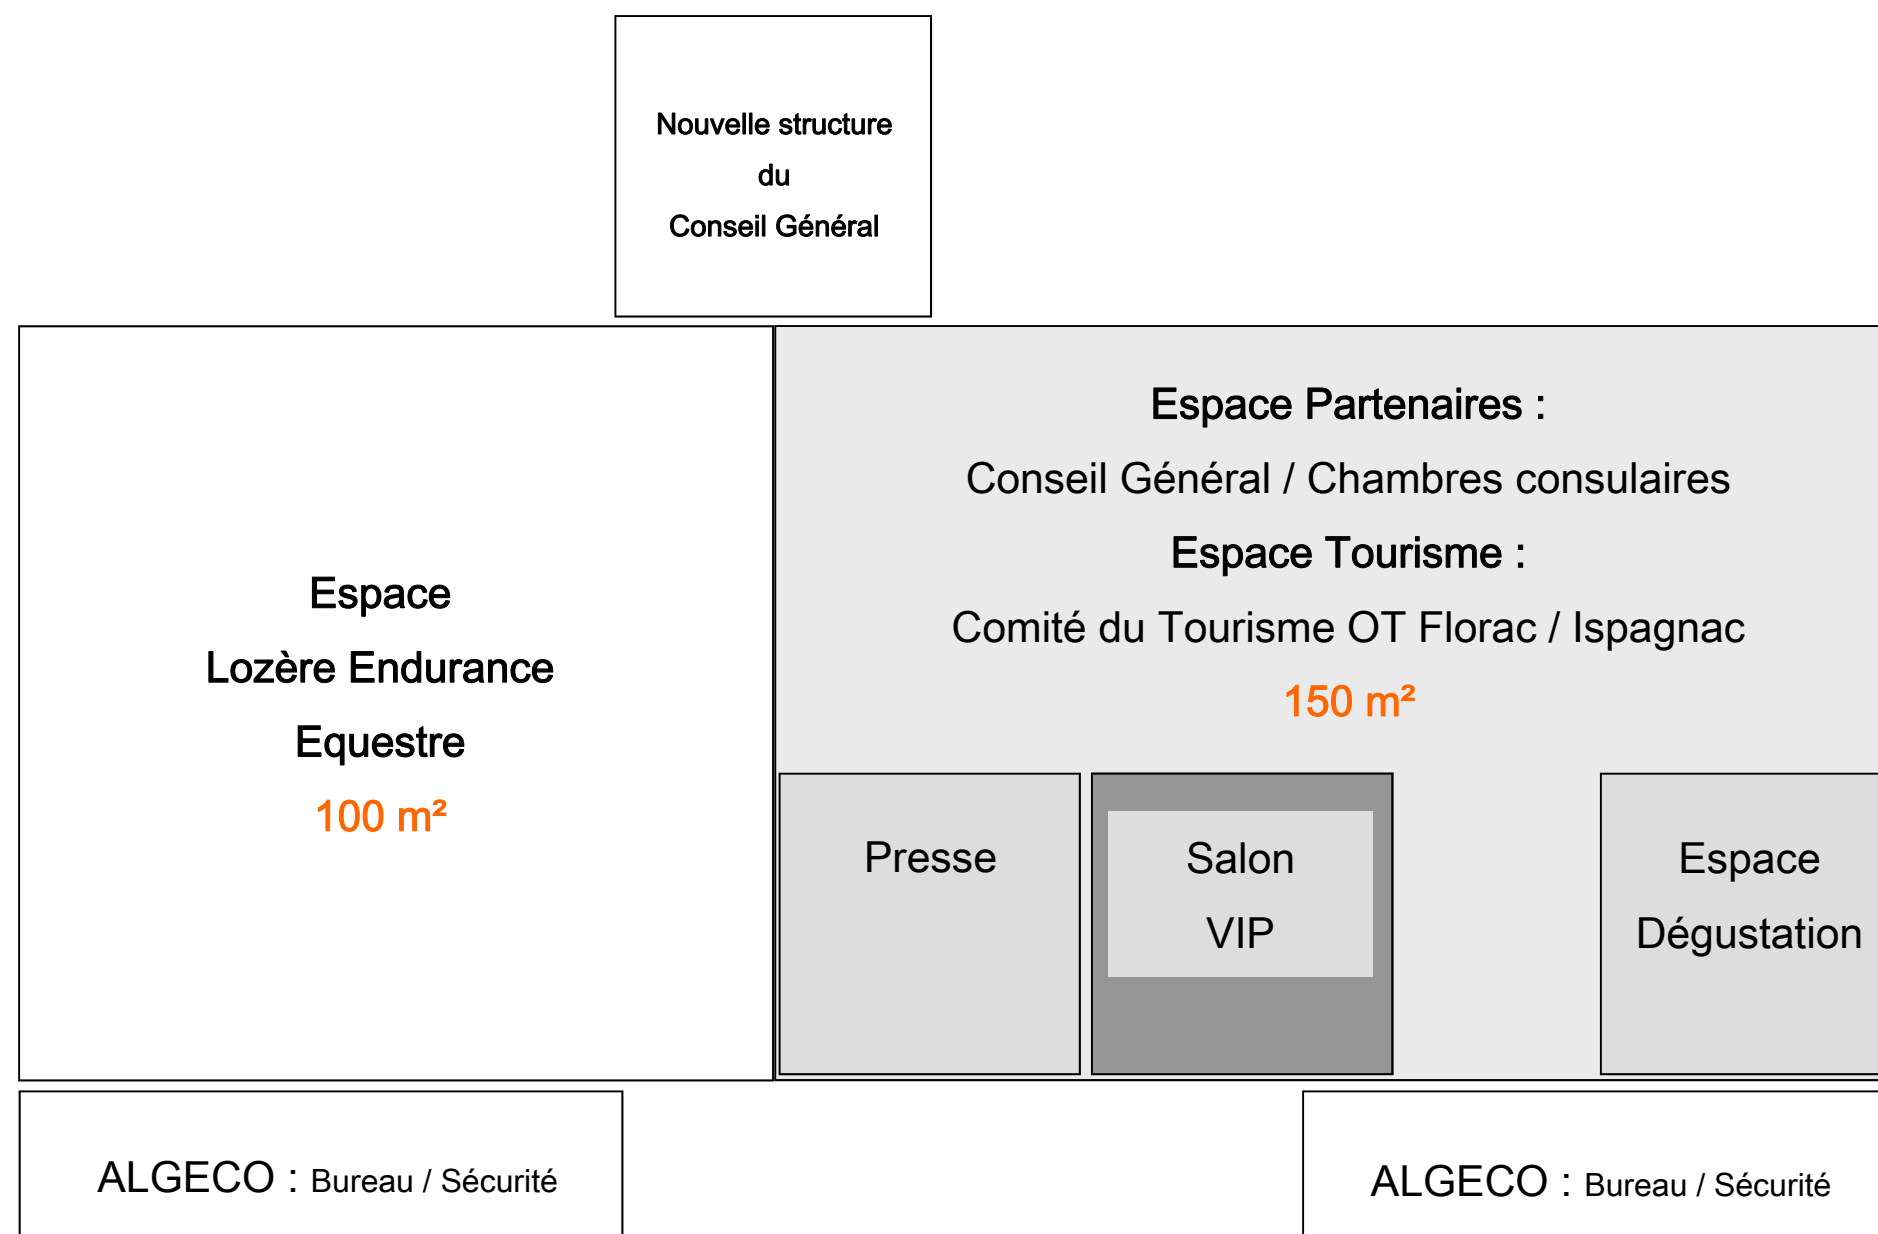 Nouvelle structure
du
Conseil Général
Espace
Lozère Endurance
Equestre
100 m²
Espace Partenaires :
Conseil Général / Chambres consulaires
Espace Tourisme :
Comité du Tourisme OT Florac / Ispagnac
150 m²
Presse
Salon
VIP
Espace
Dégustation
ALGECO : Bureau / Sécurité
ALGECO : Bureau / Sécurité